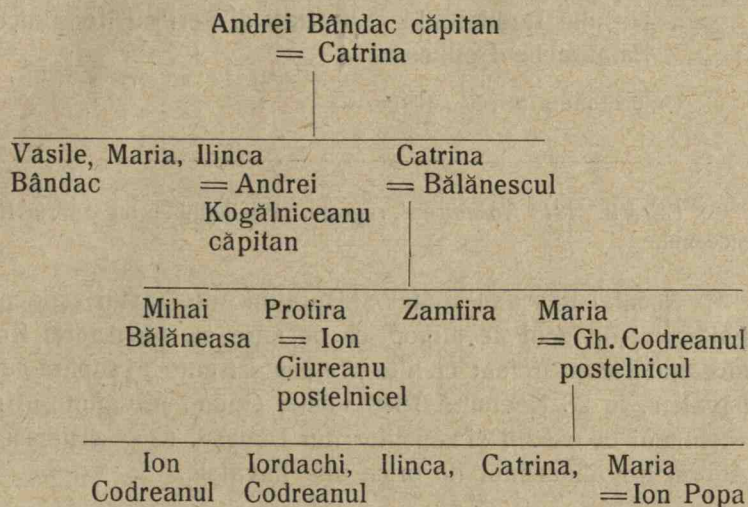 Andrei Bândac căpitan
= Catrina
Vasile, Maria, Ilinca Catrina
Bândac = Andrei = Bălănescul
Kogălniceanu
căpitan
Mihai Profira Zamfira Maria
Bălăneasa = Ion = Gh. Codreanul
Ciureanu postelnicul
postelnicel
Ion Iordachi, Ilinca, Catrina, Maria
Codreanul Codreanul = Ion Popa